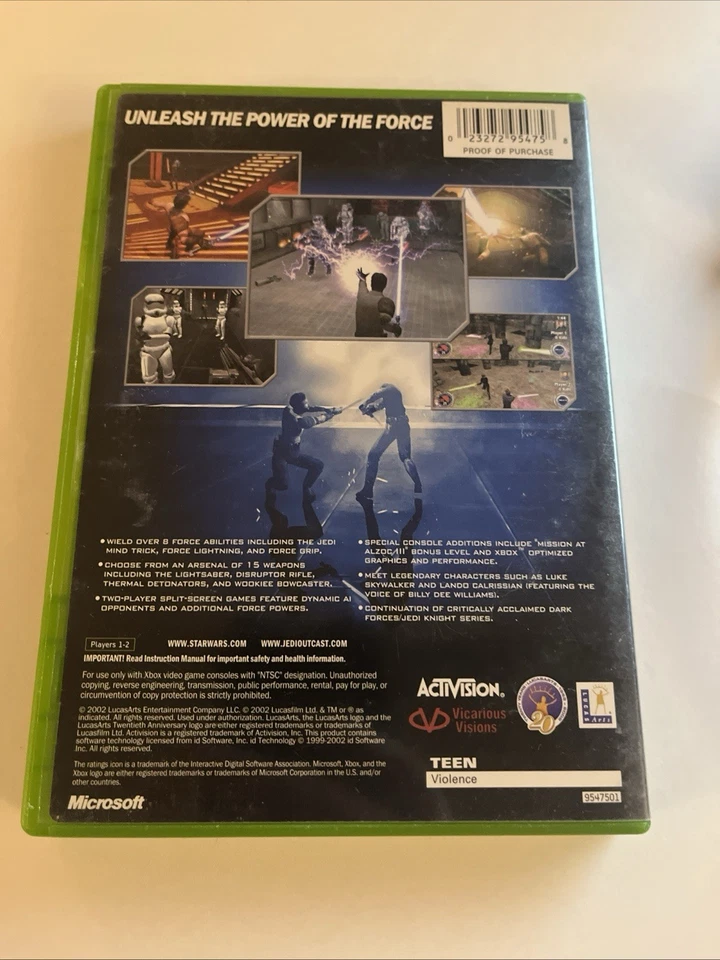 UNLEASH THE POWER OF THE FORCE
0 23272 95475 8
PROOF OF PURCHASE
• WIELD OVER 8 FORCE ABILITIES INCLUDING THE JEDI
MIND TRICK, FORCE LIGHTNING, AND FORCE GRIP.
• CHOOSE FROM AN ARSENAL OF 15 WEAPONS
INCLUDING THE LIGHTSABER, DISRUPTOR RIFLE,
THERMAL DETONATORS, AND WOOKIEE BOWCASTER.
• TWO-PLAYER SPLIT-SCREEN GAMES FEATURE DYNAMIC AI
OPPONENTS AND ADDITIONAL FORCE POWERS.
• SPECIAL CONSOLE ADDITIONS INCLUDE "MISSION AT
ALZOC III" BONUS LEVEL AND XBOX™ OPTIMIZED
GRAPHICS AND PERFORMANCE.
• MEET LEGENDARY CHARACTERS SUCH AS LUKE
SKYWALKER AND LANDO CALRISSIAN (FEATURING THE
VOICE OF BILLY DEE WILLIAMS).
• CONTINUATION OF CRITICALLY ACCLAIMED DARK
FORCES/JEDI KNIGHT SERIES.
Players 1-2 WWW.STARWARS.COM WWW.JEDIOUTCAST.COM
IMPORTANT! Read Instruction Manual for important safety and health information.
For use only with Xbox video game consoles with "NTSC" designation. Unauthorized
copying, reverse engineering, transmission, public performance, rental, pay for play, or
circumvention of copy protection is strictly prohibited.
© 2002 LucasArts Entertainment Company LLC. © 2002 Lucasfilm Ltd. & TM or ® as
indicated. All rights reserved. Used under authorization. LucasArts, the LucasArts logo and the
LucasArts Twentieth Anniversary logo are either registered trademarks or trademarks of
Lucasfilm Ltd. Activision is a registered trademark of Activision, Inc. This product contains
software technology licensed from id Software, Inc. id Technology © 1999-2002 id Software
Inc. All rights reserved.
The ratings icon is a trademark of the Interactive Digital Software Association. Microsoft, Xbox, and the
Xbox logo are either registered trademarks or trademarks of Microsoft Corporation in the U.S. and/or
other countries.
Microsoft
ACTIVISION®
Vicarious
Visions
20
LUCAS
Arts
TEEN
Violence
9547501